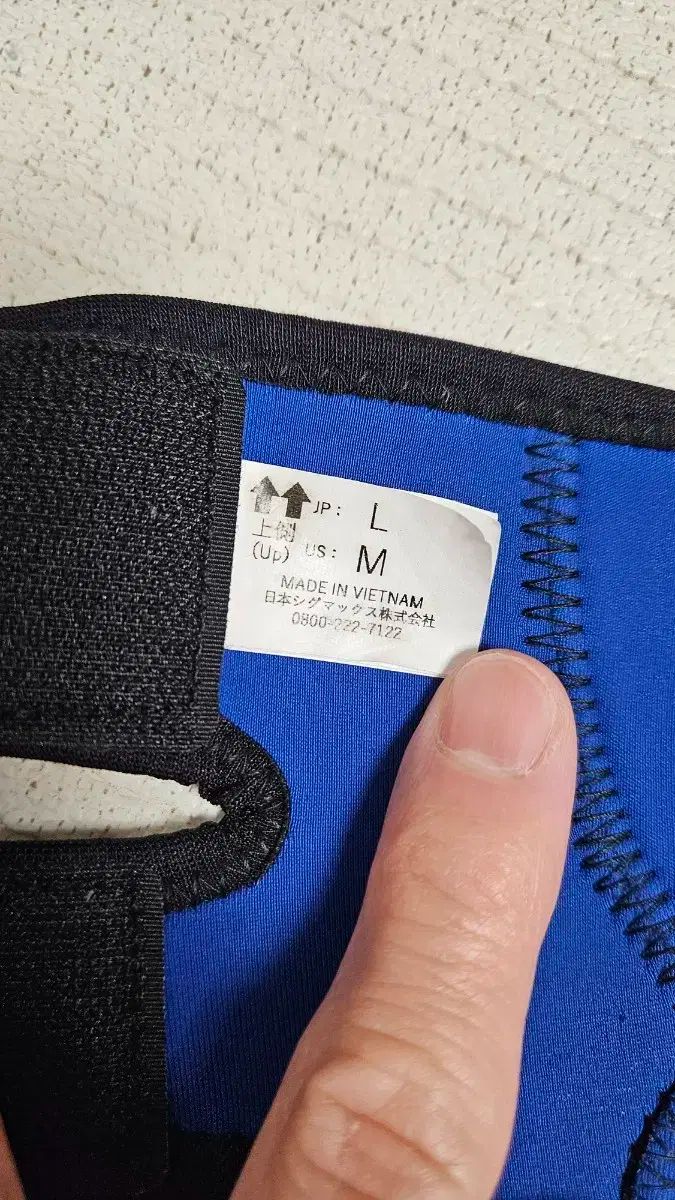 JP: L
上側
(Up) US: M
MADE IN VIETNAM
日本シグマックス株式会社
0800-222-7122